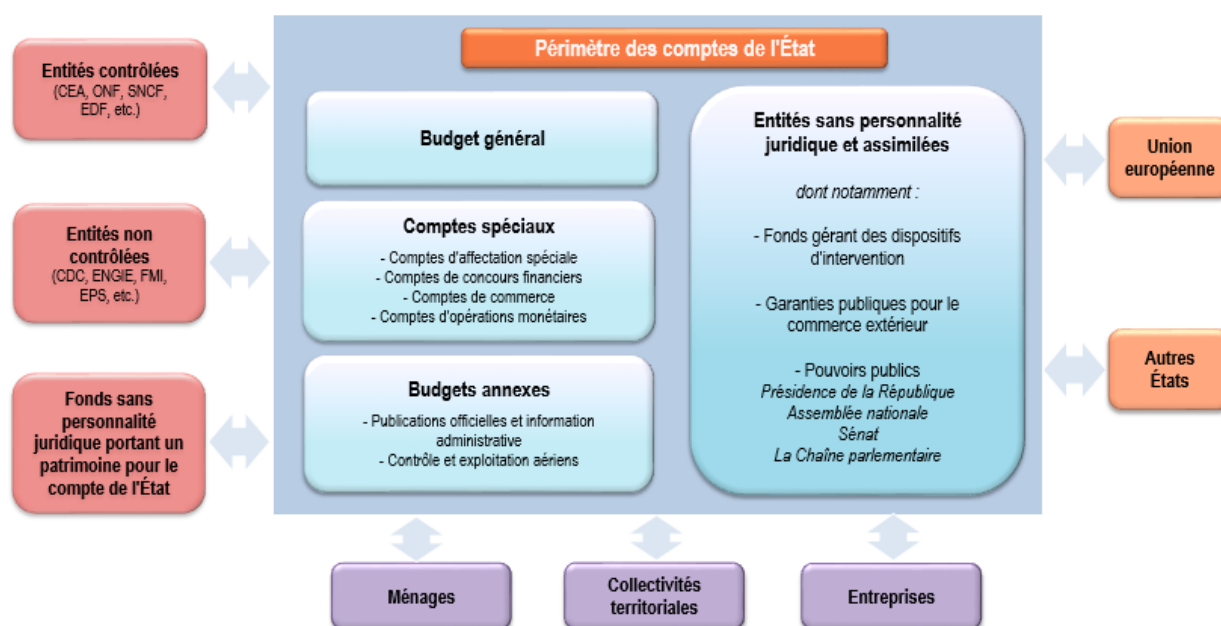 Périmètre des comptes de l'État
Entités contrôlées
(CEA, ONF, SNCF,
EDF, etc.)
Entités non
contrôlées
(CDC, ENGIE, FMI,
EPS, etc.)
Fonds sans
personnalité
juridique portant un
patrimoine pour le
compte de l'État
Budget général
Comptes spéciaux
- Comptes d'affectation spéciale
- Comptes de concours financiers
- Comptes de commerce
- Comptes d'opérations monétaires
Budgets annexes
- Publications officielles et information
administrative
- Contrôle et exploitation aériens
Entités sans personnalité
juridique et assimilées
dont notamment :
- Fonds gérant des dispositifs
d'intervention
- Garanties publiques pour le
commerce extérieur
- Pouvoirs publics
Présidence de la République
Assemblée nationale
Sénat
La Chaîne parlementaire
Union
européenne
Autres
États
Ménages
Collectivités
territoriales
Entreprises